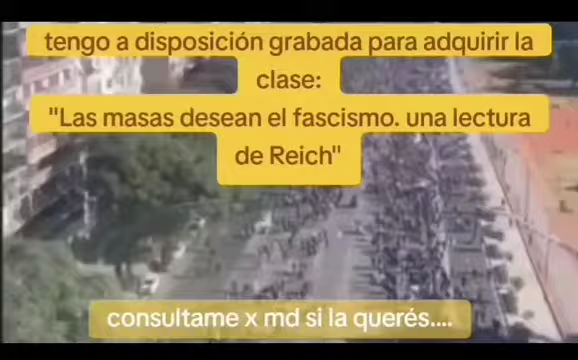 tengo a disposición grabada para adquirir la
clase:
"Las masas desean el fascismo. una lectura
de Reich"
consultame x md si la querés....